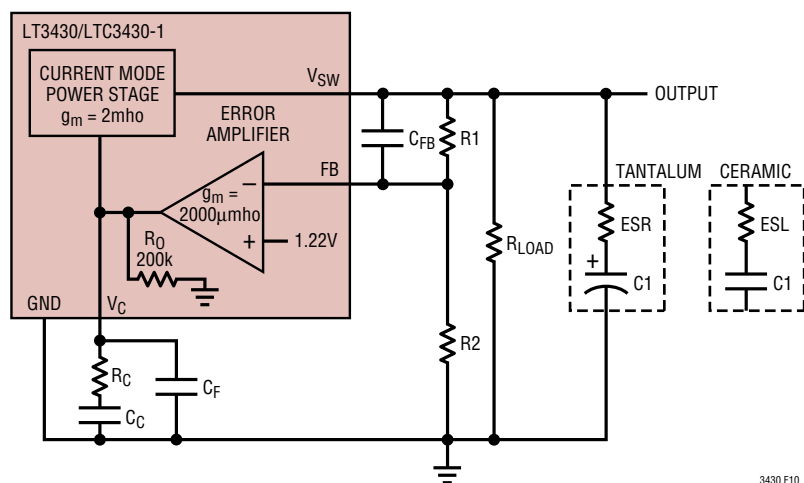 LT3430/LTC3430-1
CURRENT MODE
POWER STAGE
gm = 2mho
VSW
OUTPUT
ERROR
AMPLIFIER
CFB
R1
FB
TANTALUM
CERAMIC
gm =
2000µmho
–
+
1.22V
RO
200k
RLOAD
ESR
+
C1
ESL
C1
GND
VC
R2
RC
CF
CC
3430 F10